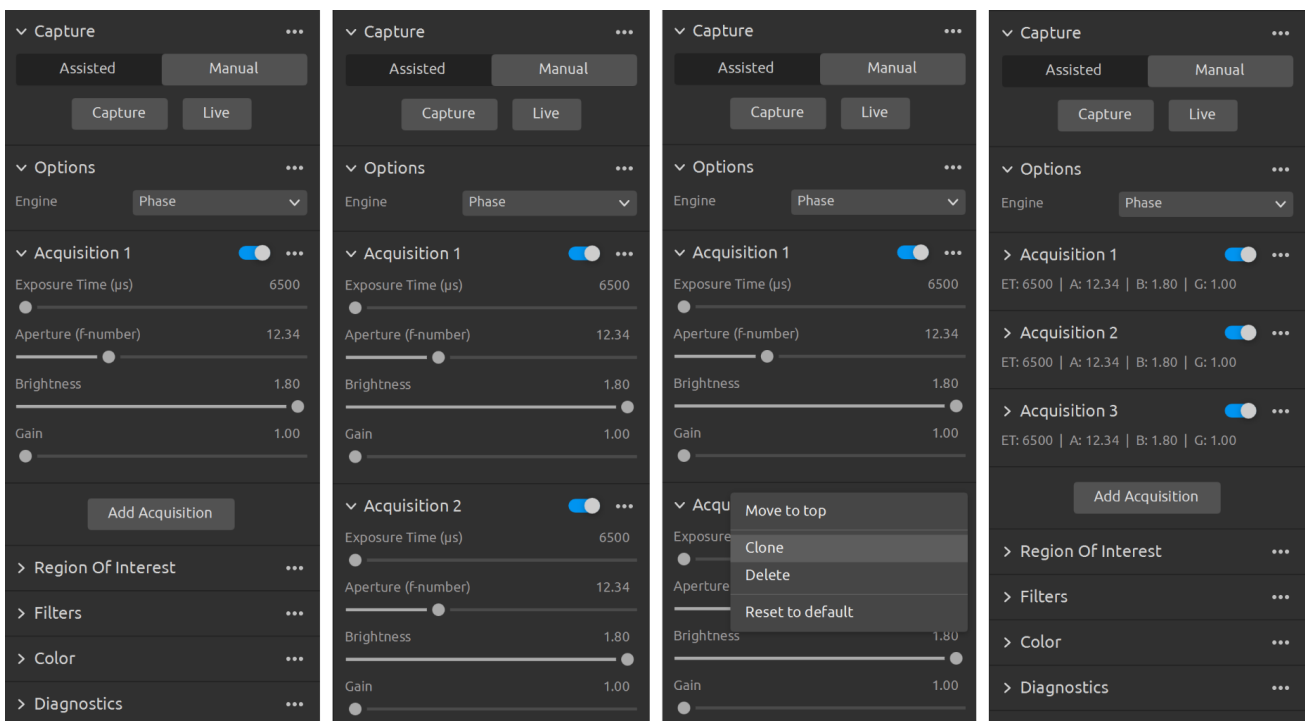 Capture •••
Assisted Manual
Capture Live
Options •••
Engine Phase
Acquisition 1 •••
Exposure Time (µs) 6500
Aperture (f-number) 12.34
Brightness 1.80
Gain 1.00
Add Acquisition
Region Of Interest •••
Filters •••
Color •••
Diagnostics •••
Capture •••
Assisted Manual
Capture Live
Options •••
Engine Phase
Acquisition 1 •••
Exposure Time (µs) 6500
Aperture (f-number) 12.34
Brightness 1.80
Gain 1.00
Acquisition 2 •••
Exposure Time (µs) 6500
Aperture (f-number) 12.34
Brightness 1.80
Gain 1.00
Capture •••
Assisted Manual
Capture Live
Options •••
Engine Phase
Acquisition 1 •••
Exposure Time (µs) 6500
Aperture (f-number) 12.34
Brightness 1.80
Gain 1.00
Acqu
Move to top
Exposure
Clone
Delete
Aperture
Reset to default
Brightness 1.80
Gain 1.00
Capture •••
Assisted Manual
Capture Live
Options •••
Engine Phase
Acquisition 1 •••
ET: 6500 | A: 12.34 | B: 1.80 | G: 1.00
Acquisition 2 •••
ET: 6500 | A: 12.34 | B: 1.80 | G: 1.00
Acquisition 3 •••
ET: 6500 | A: 12.34 | B: 1.80 | G: 1.00
Add Acquisition
Region Of Interest •••
Filters •••
Color •••
Diagnostics •••